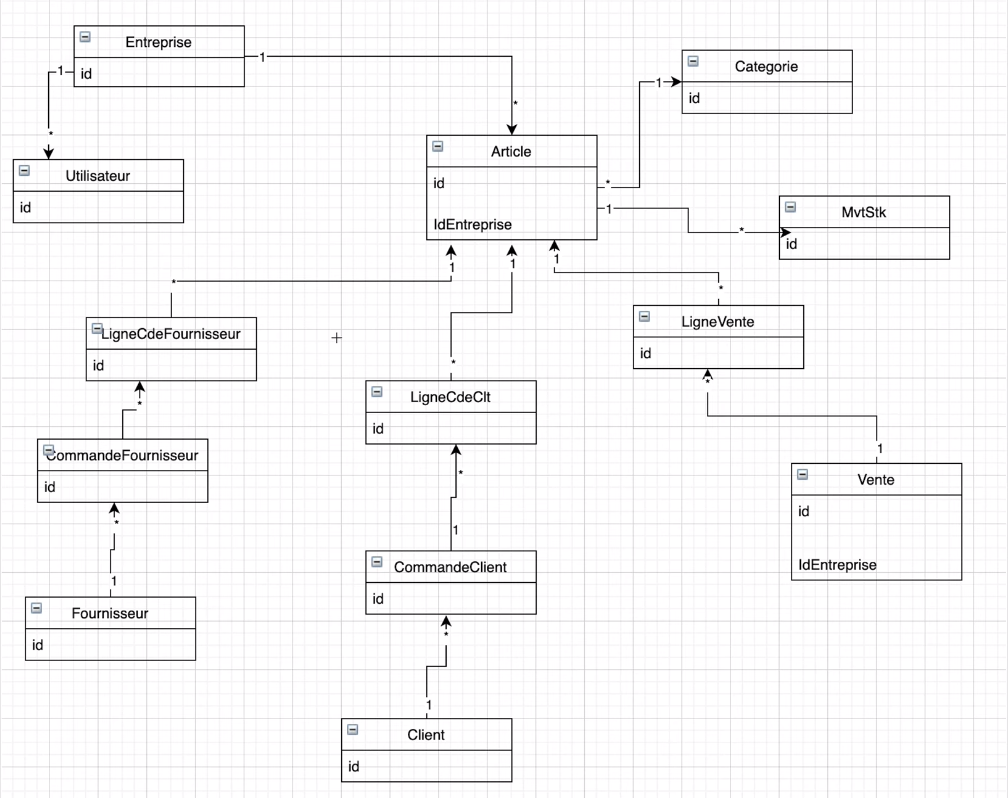 Entreprise
id
1
1
*
*
Utilisateur
id
Categorie
id
1
Article
id
IdEntreprise
*
1
MvtStk
id
*
1
1
1
*
*
*
LigneCdeFournisseur
id
LigneVente
id
LigneCdeClt
id
*
*
CommandeFournisseur
id
*
1
Vente
id
IdEntreprise
*
1
1
CommandeClient
id
Fournisseur
id
*
1
Client
id